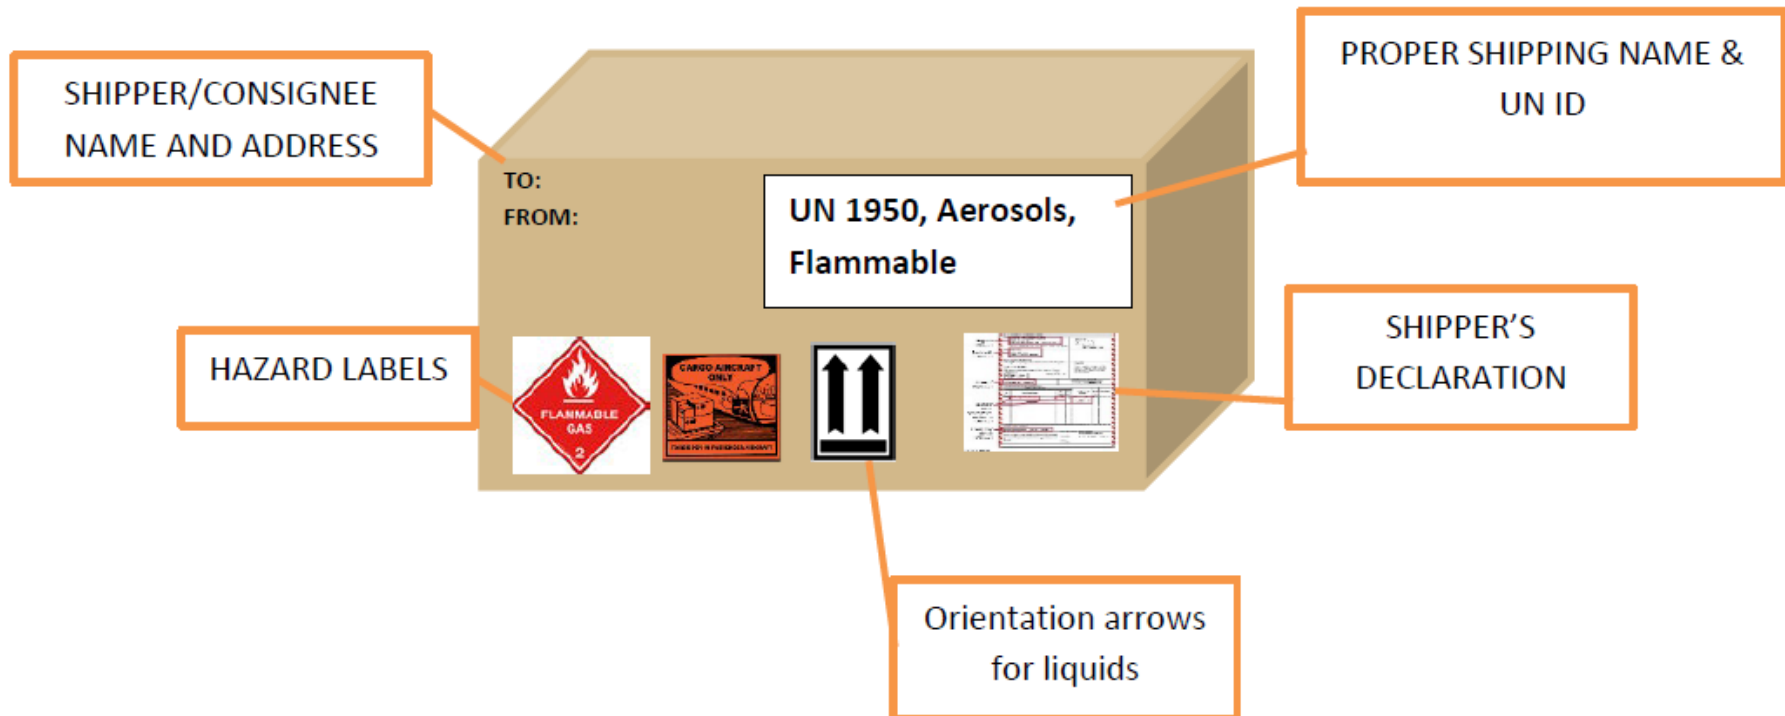 SHIPPER/CONSIGNEE
NAME AND ADDRESS
PROPER SHIPPING NAME &
UN ID
TO:
FROM:
UN 1950, Aerosols,
Flammable
HAZARD LABELS
FLAMMABLE
GAS
2
CARGO AIRCRAFT
ONLY
SHIPPER’S
DECLARATION
Orientation arrows
for liquids